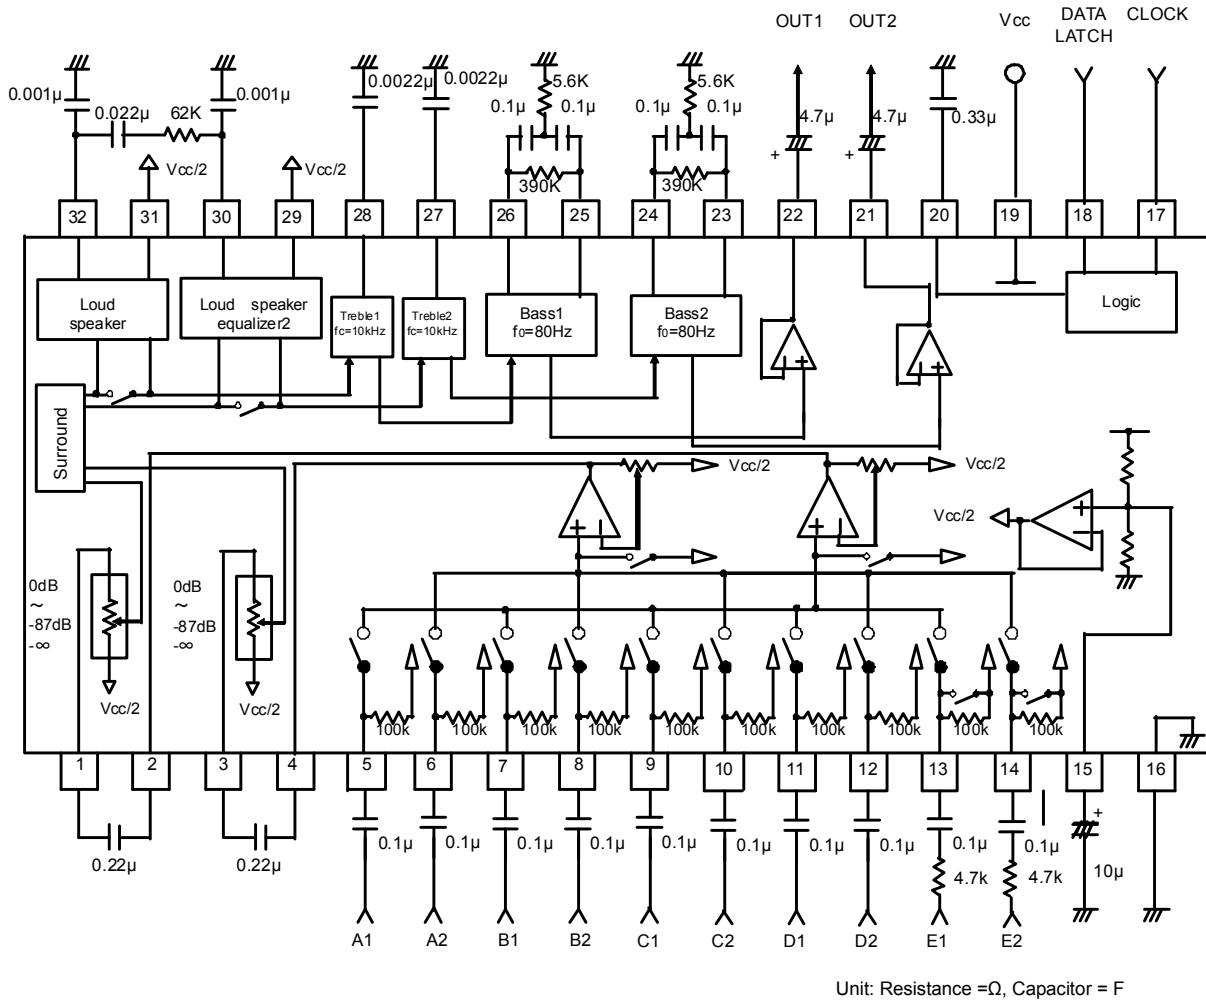 OUT1 OUT2 Vcc DATA LATCH CLOCK
0.001μ 0.022μ 62K 0.001μ 0.0022μ 0.0022μ
5.6K 0.1μ 0.1μ 390K
5.6K 0.1μ 0.1μ 390K
4.7μ + 4.7μ + 0.33μ
Vcc/2 Vcc/2
32 31 30 29 28 27 26 25 24 23 22 21 20 19 18 17
Loud speaker
Loud speaker equalizer2
Treble1 fc=10kHz
Treble2 fc=10kHz
Bass1 f0=80Hz
Bass2 f0=80Hz
Logic
+ +
Surround
Vcc/2 Vcc/2
+ + Vcc/2 +
0dB ~ -87dB -∞
0dB ~ -87dB -∞
Vcc/2 Vcc/2
100k 100k 100k 100k 100k 100k 100k 100k 100k 100k
1 2 3 4 5 6 7 8 9 10 11 12 13 14 15 16
+
0.22μ 0.22μ 0.1μ 0.1μ 0.1μ 0.1μ 0.1μ 0.1μ 0.1μ 0.1μ 0.1μ 0.1μ
4.7k 4.7k 10μ
A1 A2 B1 B2 C1 C2 D1 D2 E1 E2
Unit: Resistance =Ω, Capacitor = F